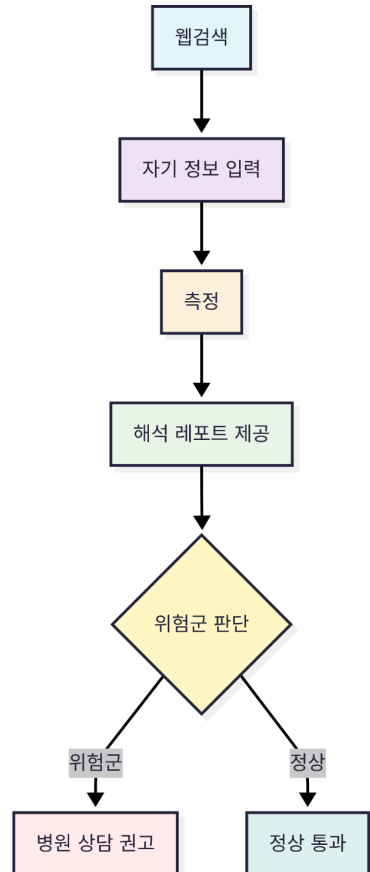 웹검색
자기 정보 입력
측정
해석 레포트 제공
위험군 판단
위험군
정상
병원 상담 권고
정상 통과